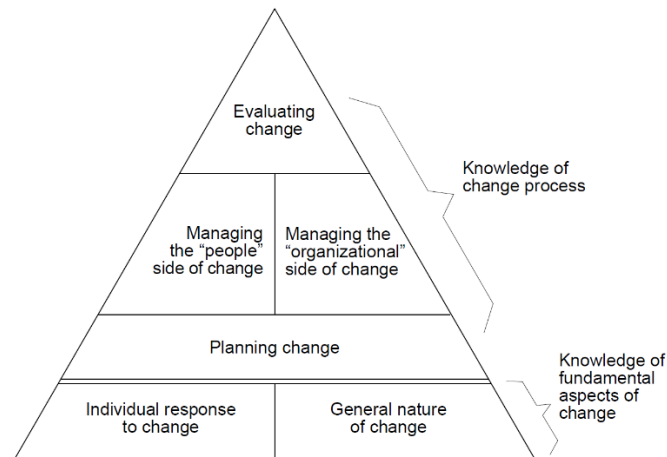 Evaluating
change
Knowledge of
change process
Managing
the “people”
side of change
Managing the
“organizational”
side of change
Planning change
Knowledge of
fundamental
aspects of
change
Individual response
to change
General nature
of change